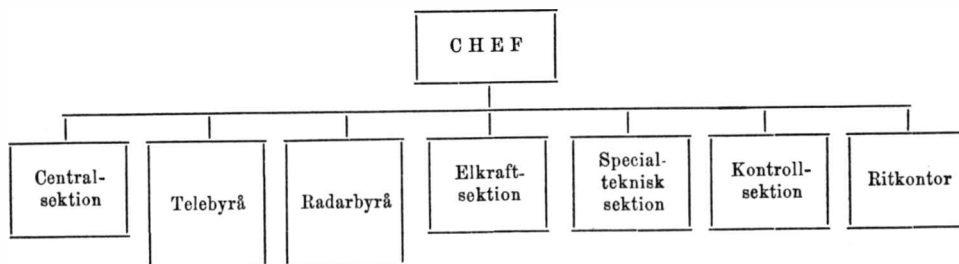 CHEF
Central-
sektion
Telebyrå
Radarbyrå
Elkraft-
sektion
Special-
teknisk
sektion
Kontroll-
sektion
Ritkontor